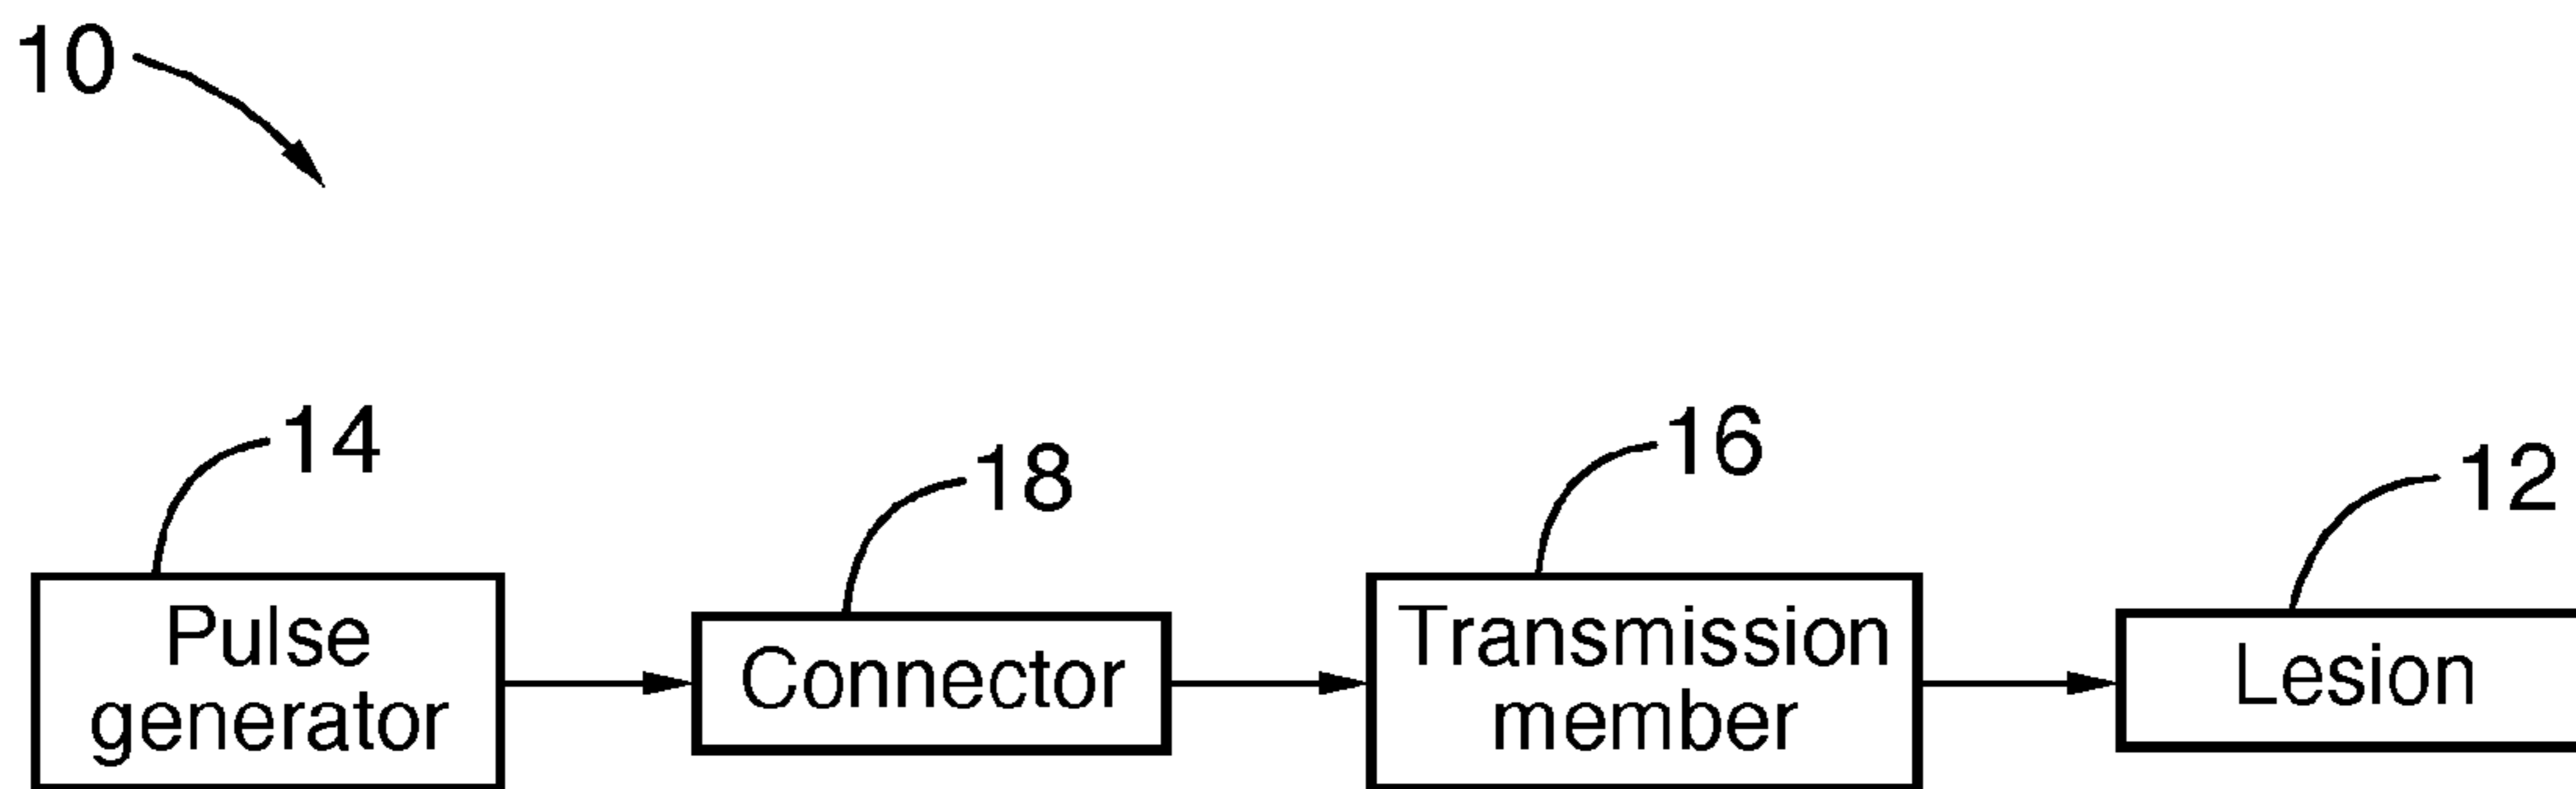 10
14
18
16
12
Pulse
generator
Connector
Transmission
member
Lesion